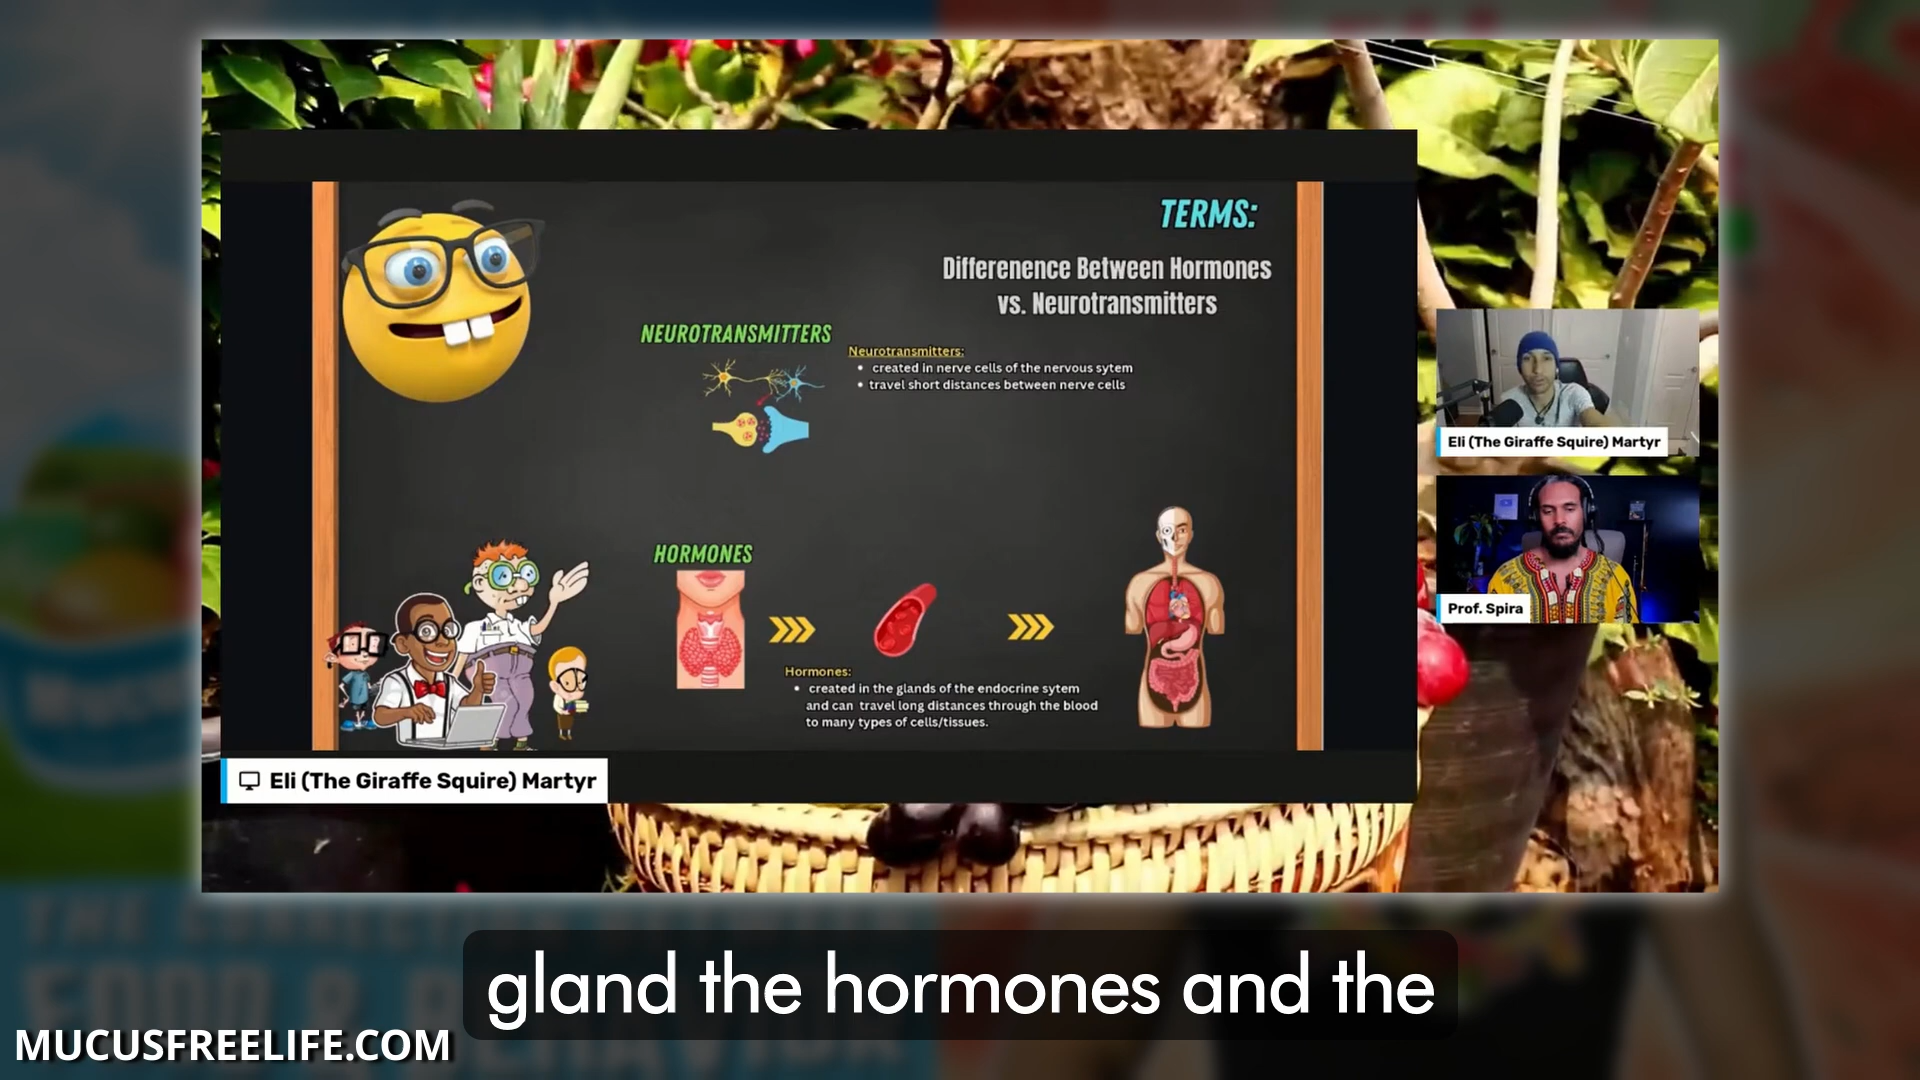 TERMS:
Differenence Between Hormones
vs. Neurotransmitters
NEUROTRANSMITTERS
Neurotransmitters:
• created in nerve cells of the nervous sytem
• travel short distances between nerve cells
HORMONES
Hormones:
• created in the glands of the endocrine sytem
and can travel long distances through the blood
to many types of cells/tissues.
Eli (The Giraffe Squire) Martyr
Prof. Spira
Eli (The Giraffe Squire) Martyr
gland the hormones and the
MUCUSFREELIFE.COM